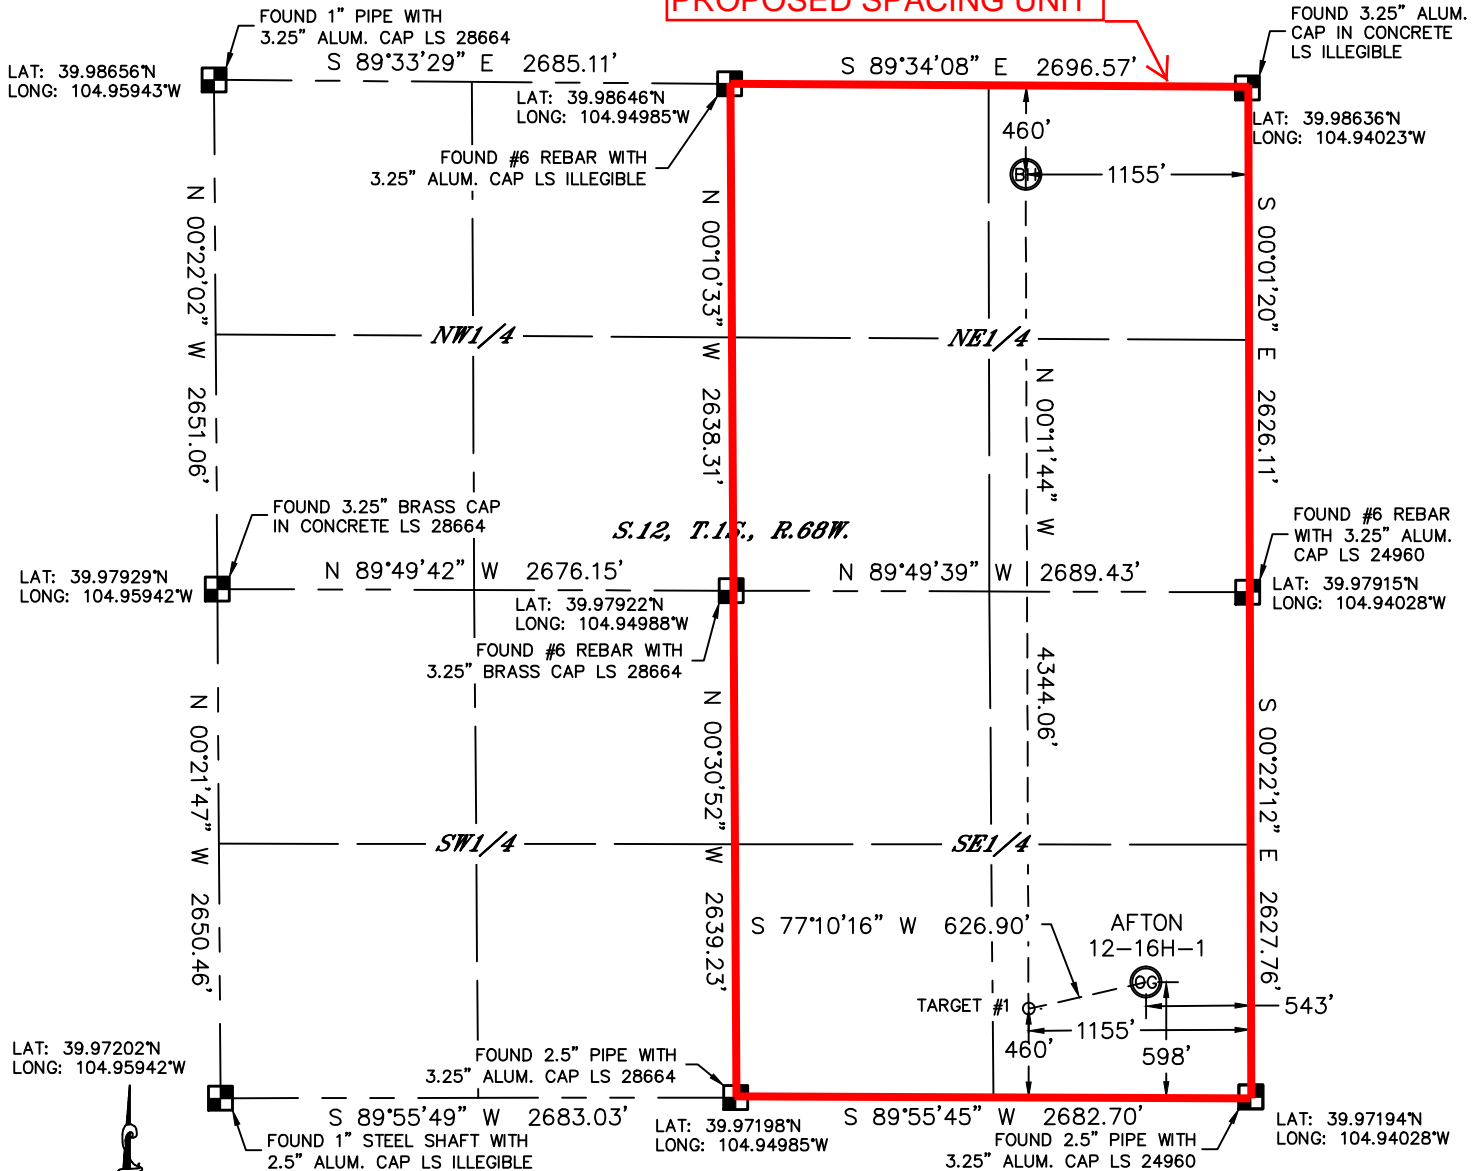 PROPOSED SPACING UNIT
FOUND 1" PIPE WITH
3.25" ALUM. CAP LS 28664
S 89°33'29" E 2685.11'
LAT: 39.98656°N
LONG: 104.95943°W
LAT: 39.98646°N
LONG: 104.94985°W
FOUND #6 REBAR WITH
3.25" ALUM. CAP LS ILLEGIBLE
S 89°34'08" E 2696.57'
FOUND 3.25" ALUM.
CAP IN CONCRETE
LS ILLEGIBLE
LAT: 39.98636°N
LONG: 104.94023°W
460'
BH
1155'
N 00°22'02" W 2651.06'
N 00°10'33" W 2638.31'
S 00°01'20" E 2626.11'
NW1/4
NE1/4
N 00°11'44" W 4344.06'
FOUND 3.25" BRASS CAP
IN CONCRETE LS 28664
S.12, T.1S., R.68W.
FOUND #6 REBAR
WITH 3.25" ALUM.
CAP LS 24960
LAT: 39.97929°N
LONG: 104.95942°W
N 89°49'42" W 2676.15'
N 89°49'39" W 2689.43'
LAT: 39.97915°N
LONG: 104.94028°W
LAT: 39.97922°N
LONG: 104.94988°W
FOUND #6 REBAR WITH
3.25" BRASS CAP LS 28664
N 00°21'47" W 2650.46'
N 00°30'52" W 2639.23'
S 00°22'12" E 2627.76'
SW1/4
SE1/4
S 77°10'16" W 626.90'
AFTON
12-16H-1
OG
TARGET #1
543'
1155'
460'
598'
LAT: 39.97202°N
LONG: 104.95942°W
FOUND 2.5" PIPE WITH
3.25" ALUM. CAP LS 28664
S 89°55'49" W 2683.03'
S 89°55'45" W 2682.70'
FOUND 1" STEEL SHAFT WITH
2.5" ALUM. CAP LS ILLEGIBLE
LAT: 39.97198°N
LONG: 104.94985°W
FOUND 2.5" PIPE WITH
3.25" ALUM. CAP LS 24960
LAT: 39.97194°N
LONG: 104.94028°W